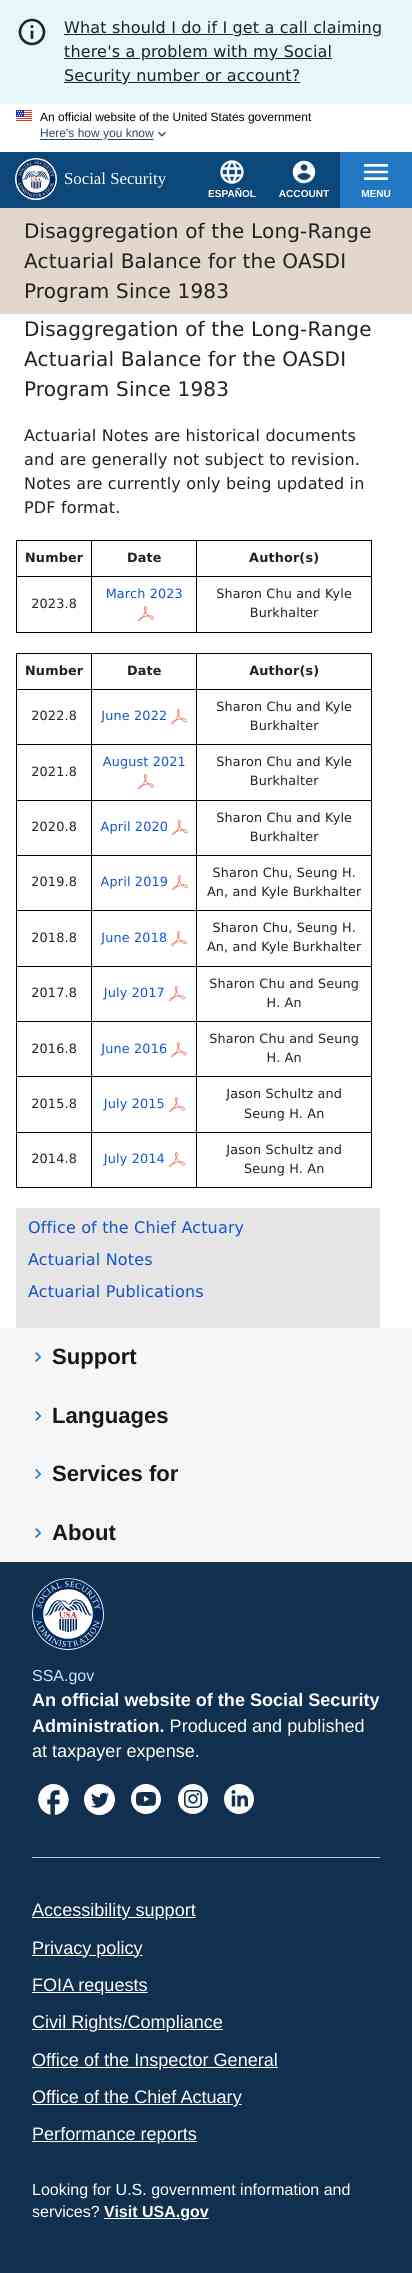 What should I do if I get a call claiming
there's a problem with my Social
Security number or account?
An official website of the United States government
Here's how you know
Social Security
ESPAÑOL
ACCOUNT
MENU
Disaggregation of the Long-Range
Actuarial Balance for the OASDI
Program Since 1983
Disaggregation of the Long-Range
Actuarial Balance for the OASDI
Program Since 1983
Actuarial Notes are historical documents
and are generally not subject to revision.
Notes are currently only being updated in
PDF format.
Number Date Author(s)
2023.8 March 2023 Sharon Chu and Kyle
Burkhalter
Number Date Author(s)
2022.8 June 2022 Sharon Chu and Kyle
Burkhalter
2021.8 August 2021 Sharon Chu and Kyle
Burkhalter
2020.8 April 2020 Sharon Chu and Kyle
Burkhalter
2019.8 April 2019 Sharon Chu, Seung H.
An, and Kyle Burkhalter
2018.8 June 2018 Sharon Chu, Seung H.
An, and Kyle Burkhalter
2017.8 July 2017 Sharon Chu and Seung
H. An
2016.8 June 2016 Sharon Chu and Seung
H. An
2015.8 July 2015 Jason Schultz and
Seung H. An
2014.8 July 2014 Jason Schultz and
Seung H. An
Office of the Chief Actuary
Actuarial Notes
Actuarial Publications
Support
Languages
Services for
About
SOCIAL SECURITY
USA
ADMINISTRATION
SSA.gov
An official website of the Social Security
Administration. Produced and published
at taxpayer expense.
Accessibility support
Privacy policy
FOIA requests
Civil Rights/Compliance
Office of the Inspector General
Office of the Chief Actuary
Performance reports
Looking for U.S. government information and
services? Visit USA.gov